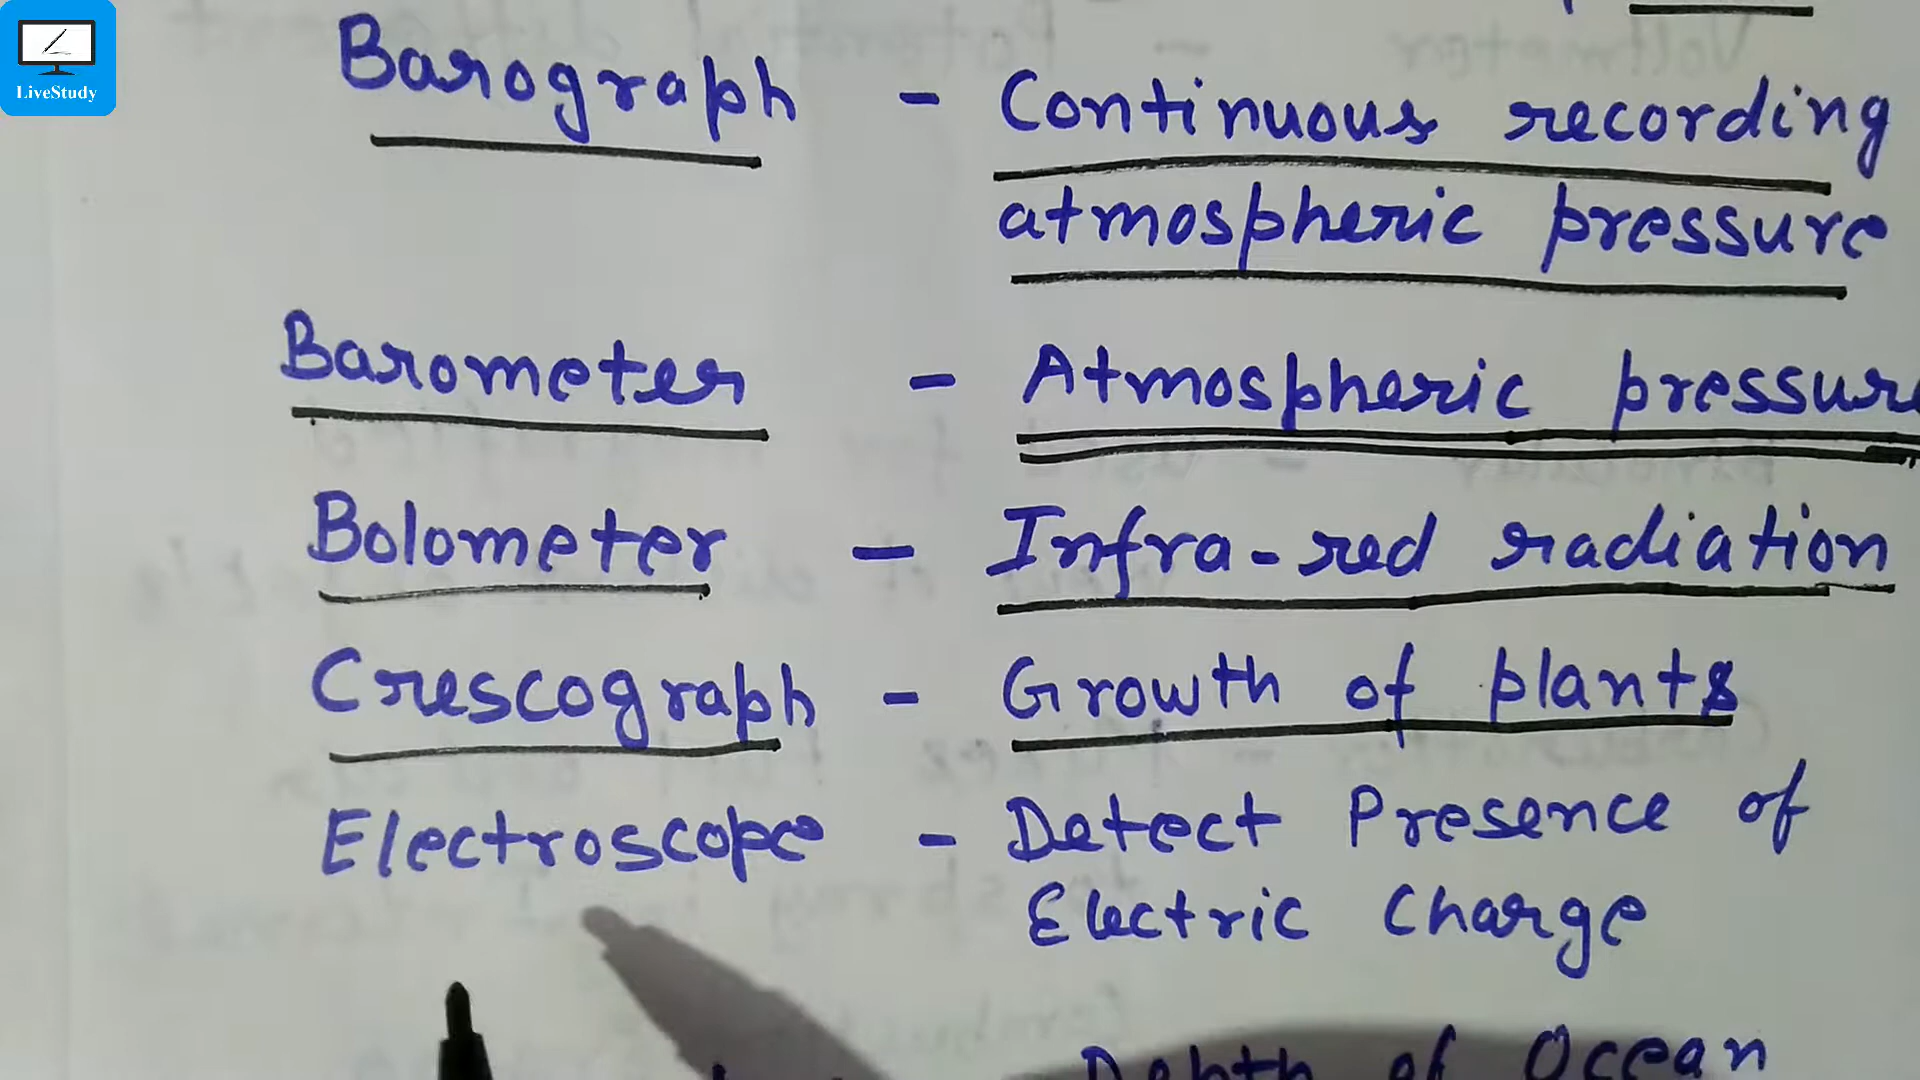 LiveStudy
Barograph - Continuous recording
atmospheric pressure
Barometer - Atmospheric pressure
Bolometer - Infra-red radiation
Crescograph - Growth of plants
Electroscope - Detect Presence of
Electric Charge
Depth of Ocean